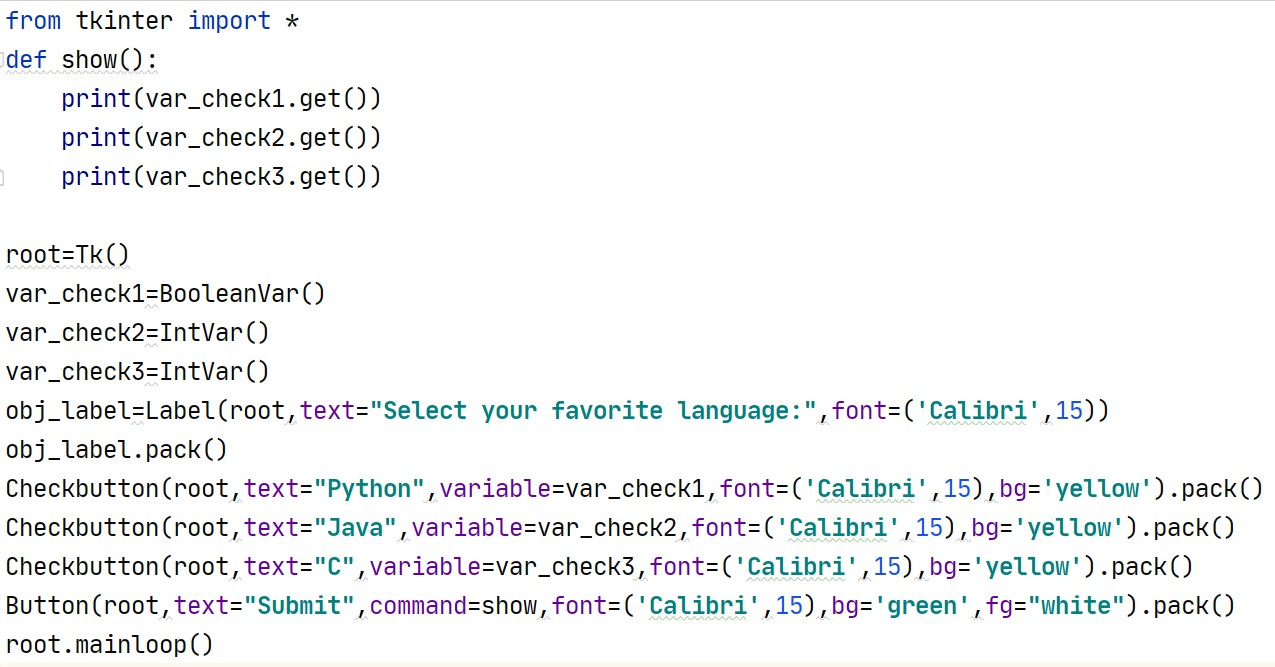 from tkinter import *
def show():
    print(var_check1.get())
    print(var_check2.get())
    print(var_check3.get())

root=Tk()
var_check1=BooleanVar()
var_check2=IntVar()
var_check3=IntVar()
obj_label=Label(root,text="Select your favorite language:",font=('Calibri',15))
obj_label.pack()
Checkbutton(root,text="Python",variable=var_check1,font=('Calibri',15),bg='yellow').pack()
Checkbutton(root,text="Java",variable=var_check2,font=('Calibri',15),bg='yellow').pack()
Checkbutton(root,text="C",variable=var_check3,font=('Calibri',15),bg='yellow').pack()
Button(root,text="Submit",command=show,font=('Calibri',15),bg='green',fg="white").pack()
root.mainloop()